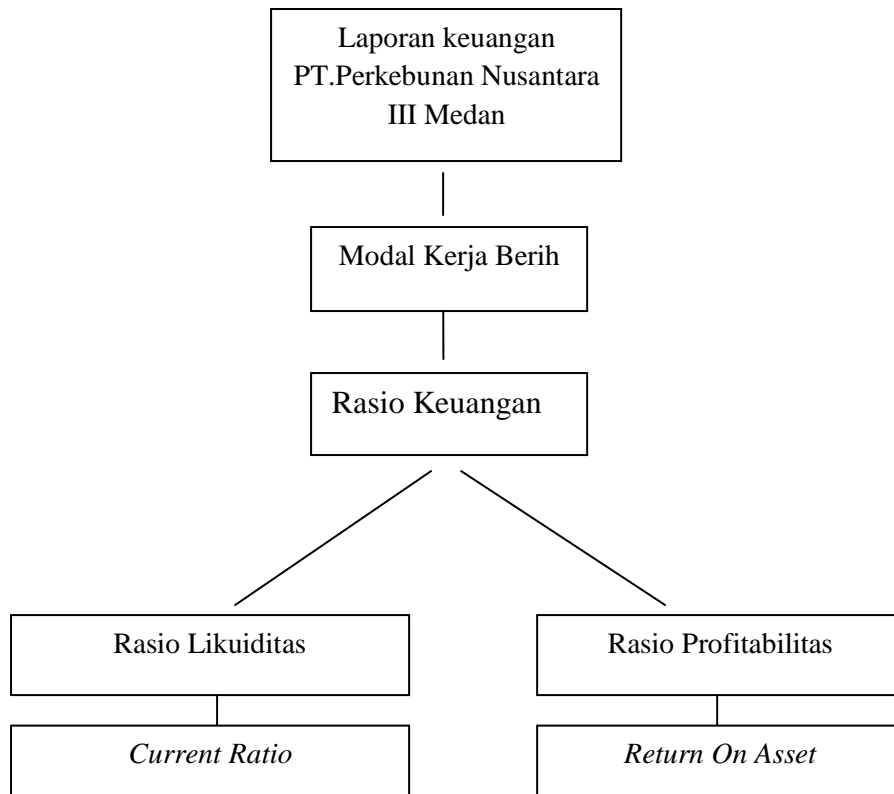 Laporan keuangan
PT.Perkebunan Nusantara
III Medan
Modal Kerja Berih
Rasio Keuangan
Rasio Likuiditas
Rasio Profitabilitas
Current Ratio
Return On Asset